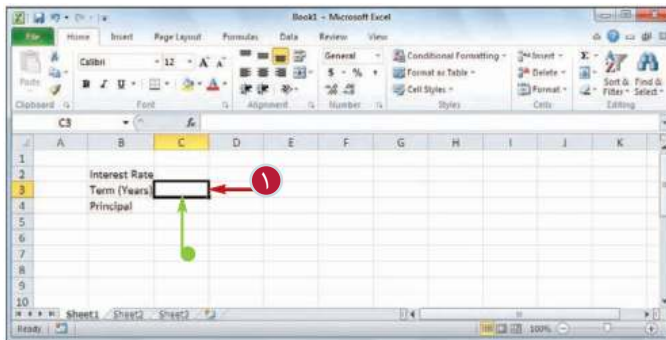 Book1 - Microsoft Excel
File Home Insert Page Layout Formulas Data Review View
Calibri 12 A A General Conditional Formatting Insert Σ
Paste B I U A $ % , Format as Table Delete Sort & Find &
Cell Styles Format Filter Select
Clipboard Font Alignment Number Styles Cells Editing
C3 fx
A B C D E F G H I J K
1
2 Interest Rate
3 Term (Years) ١
4 Principal
5
6
7
8
9
10
Sheet1 Sheet2 Sheet3
Ready 100%